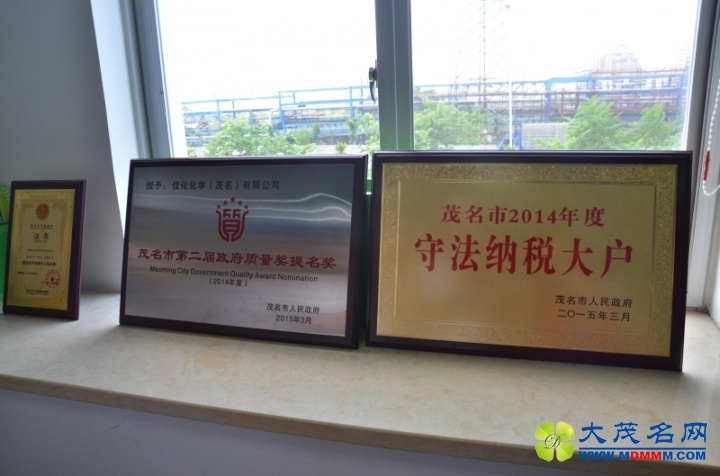 证书
授予：佳化化学（茂名）有限公司
質
茂名市第二届政府质量奖提名奖
Maoming City Government Quality Award Nomination
（2014年度）
茂名市人民政府
2015年3月
茂名市2014年度
守法纳税大户
茂名市人民政府
二〇一五年三月
大茂名网
WWW.MDMMM.COM